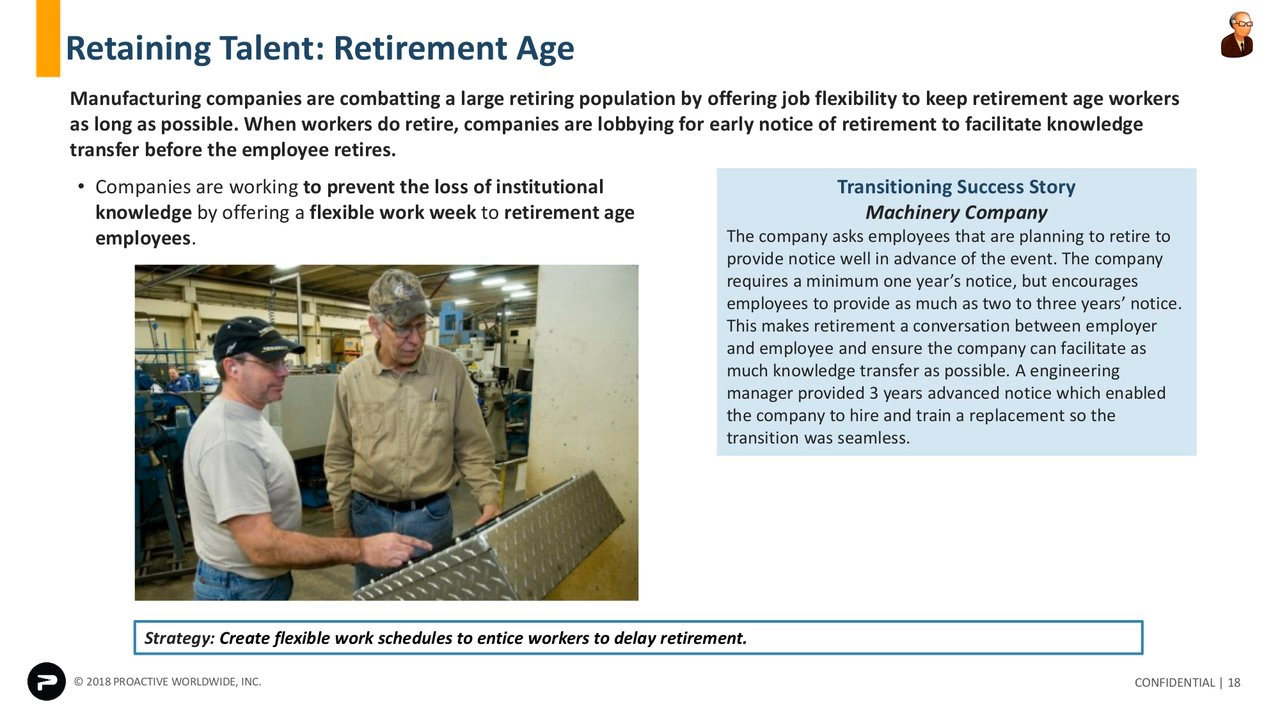 Retaining Talent: Retirement Age
Manufacturing companies are combatting a large retiring population by offering job flexibility to keep retirement age workers
as long as possible. When workers do retire, companies are lobbying for early notice of retirement to facilitate knowledge
transfer before the employee retires.
• Companies are working to prevent the loss of institutional
knowledge by offering a flexible work week to retirement age
employees.
Transitioning Success Story
Machinery Company
The company asks employees that are planning to retire to
provide notice well in advance of the event. The company
requires a minimum one year’s notice, but encourages
employees to provide as much as two to three years’ notice.
This makes retirement a conversation between employer
and employee and ensure the company can facilitate as
much knowledge transfer as possible. A engineering
manager provided 3 years advanced notice which enabled
the company to hire and train a replacement so the
transition was seamless.
Strategy: Create flexible work schedules to entice workers to delay retirement.
© 2018 PROACTIVE WORLDWIDE, INC.
CONFIDENTIAL | 18